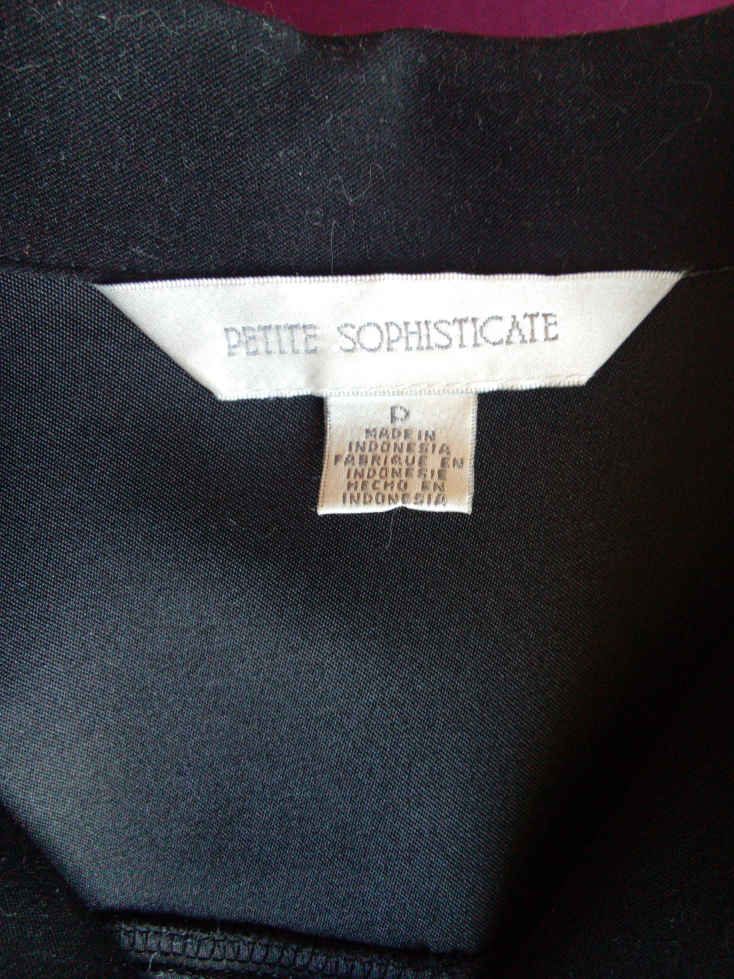 PETITE SOPHISTICATE
P
MADE IN
INDONESIA
FABRIQUE EN
INDONESIE
HECHO EN
INDONESIA